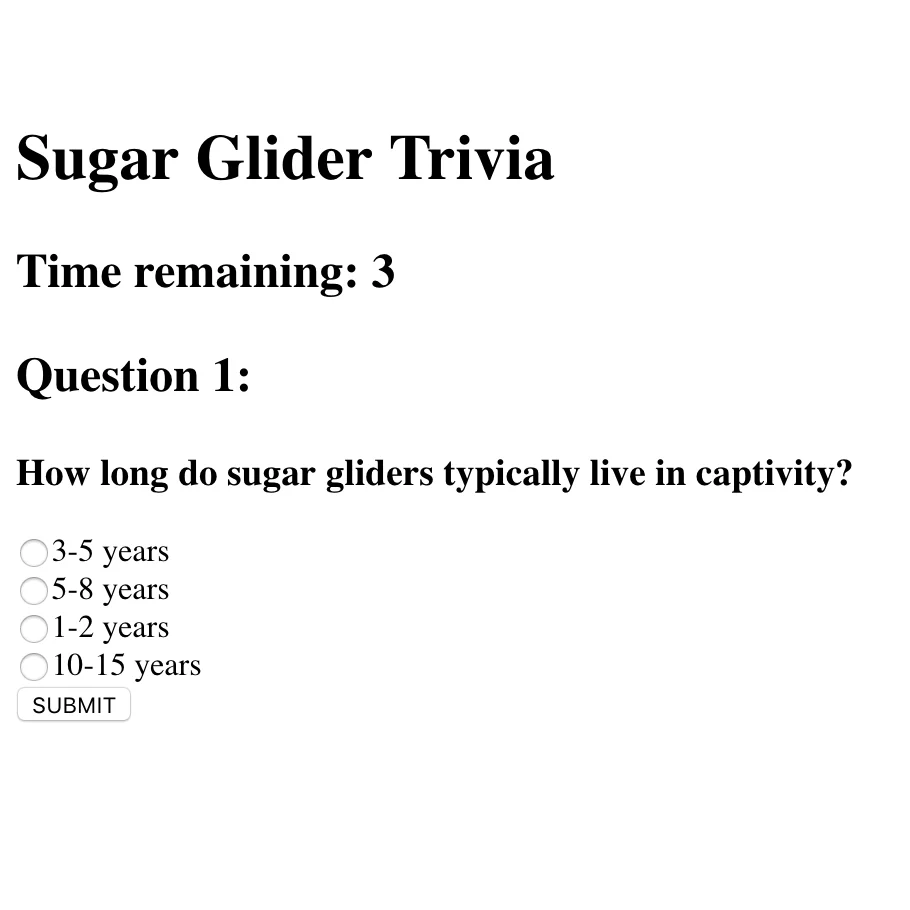 Sugar Glider Trivia
Time remaining: 3
Question 1:
How long do sugar gliders typically live in captivity?
3-5 years
5-8 years
1-2 years
10-15 years
SUBMIT